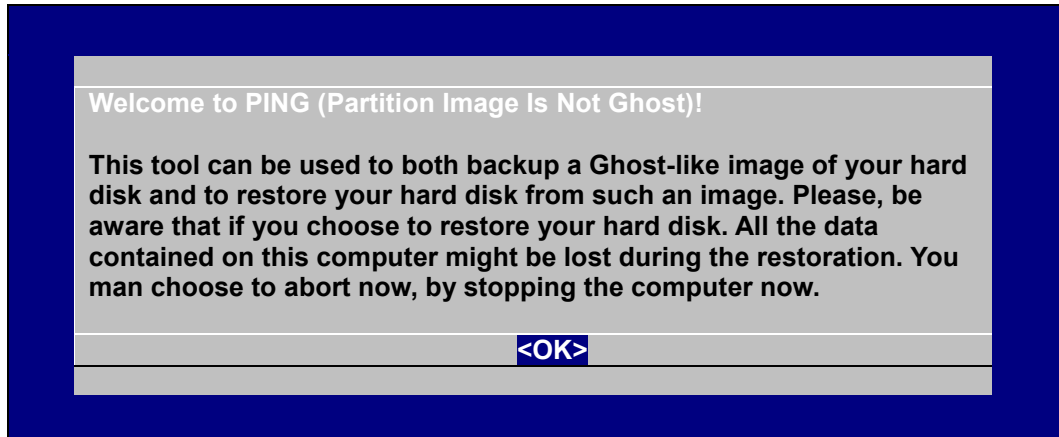 Welcome to PING (Partition Image Is Not Ghost)!
This tool can be used to both backup a Ghost-like image of your hard
disk and to restore your hard disk from such an image. Please, be
aware that if you choose to restore your hard disk. All the data
contained on this computer might be lost during the restoration. You
man choose to abort now, by stopping the computer now.
<OK>